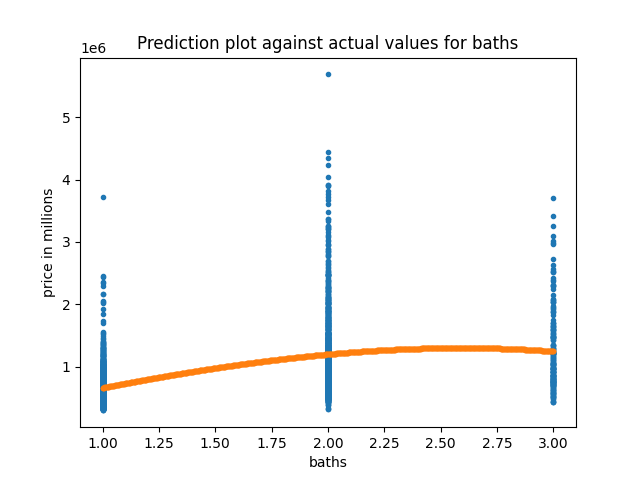 Prediction plot against actual values for baths
1e6
5
4
3
2
1
price in millions
1.00 1.25 1.50 1.75 2.00 2.25 2.50 2.75 3.00
baths